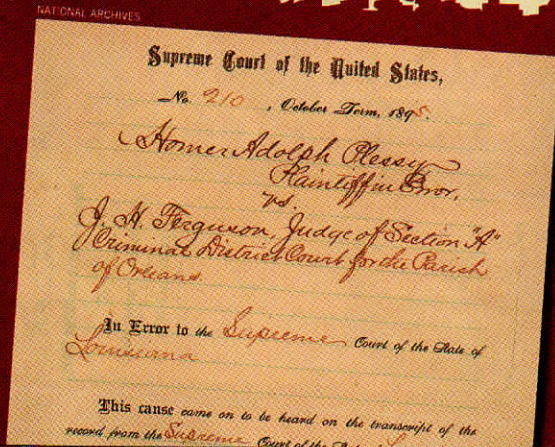 NATIONAL ARCHIVES
Supreme Court of the United States,
No. 210, October Term, 1895.
Homer Adolph Plessy
Plaintiff in Error,
vs.
J. H. Ferguson, Judge of Section "A"
Criminal District Court for the Parish
of Orleans.
In Error to the Supreme Court of the State of
Louisiana
This cause came on to be heard on the transcript of the
record from the Supreme Court of the